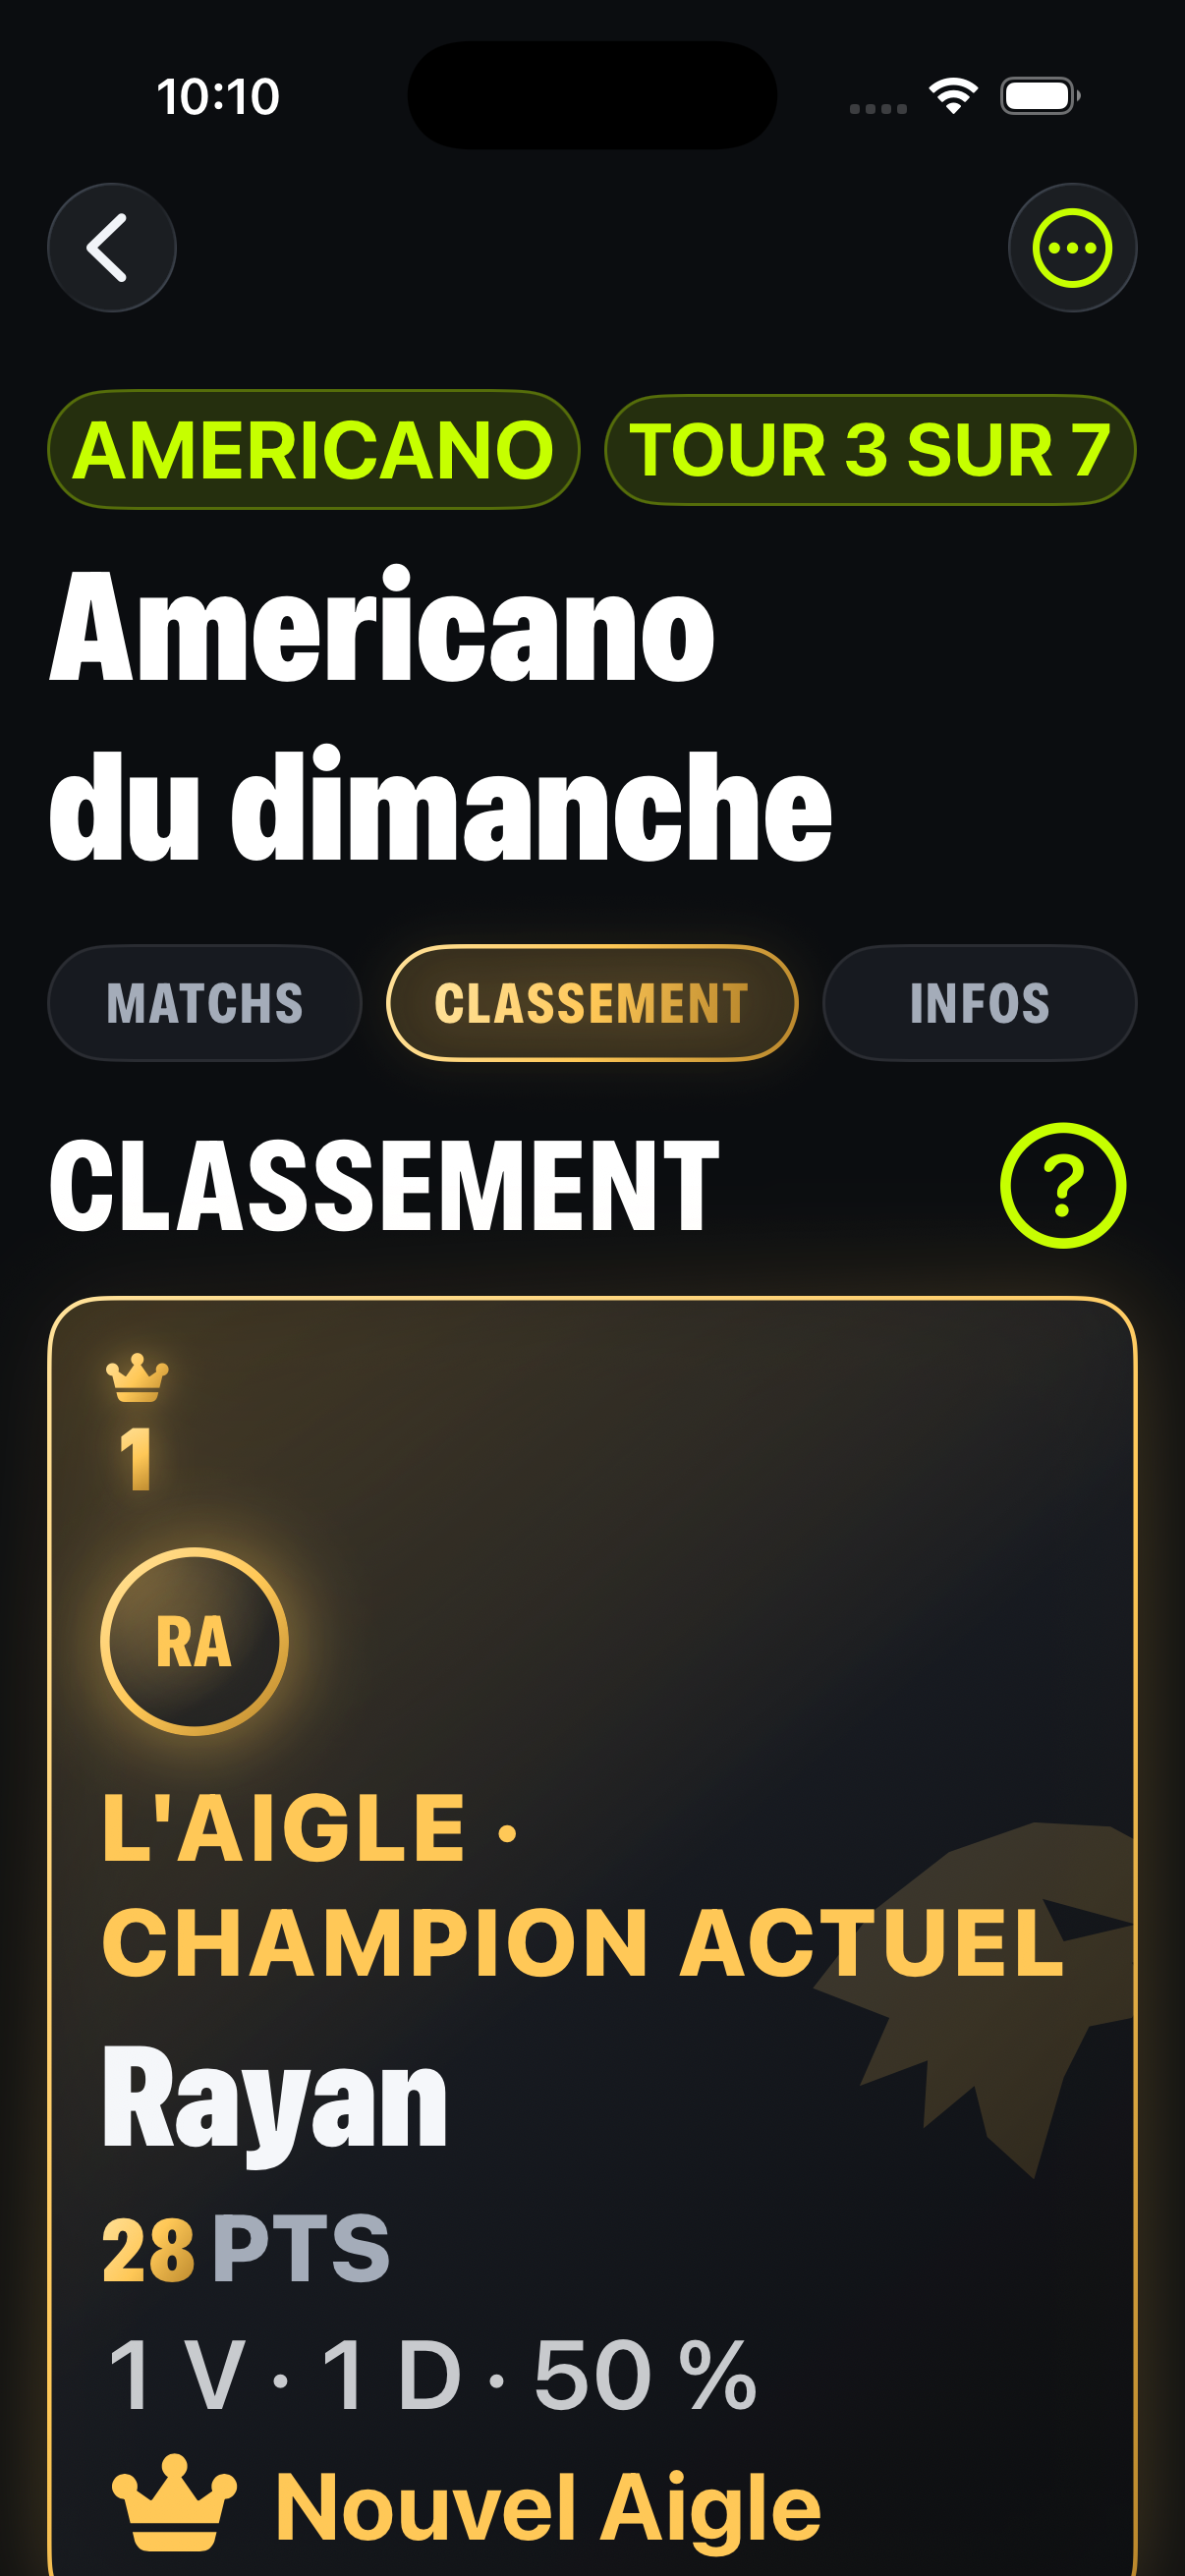 10:10
AMERICANO
TOUR 3 SUR 7
Americano
du dimanche
MATCHS
CLASSEMENT
INFOS
CLASSEMENT
?
1
RA
L'AIGLE ·
CHAMPION ACTUEL
Rayan
28 PTS
1 V · 1 D · 50 %
Nouvel Aigle